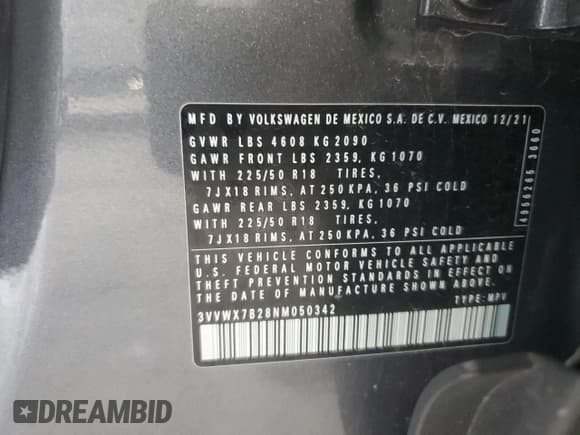 MFD BY VOLKSWAGEN DE MEXICO S.A. DE C.V. MEXICO 12/21
GVWR LBS 4608 KG 2090
GAWR FRONT LBS 2359, KG 1070
WITH 225/50 R18 TIRES,
7JX18 RIMS, AT 250 KPA, 36 PSI COLD
GAWR REAR LBS 2359, KG 1070
WITH 225/50 R18 TIRES,
7JX18 RIMS, AT 250 KPA, 36 PSI COLD
THIS VEHICLE CONFORMS TO ALL APPLICABLE
U.S. FEDERAL MOTOR VEHICLE SAFETY AND
THEFT PREVENTION STANDARDS IN EFFECT ON
THE DATE OF MANUFACTURE SHOWN ABOVE.
3VVWX7B28NM050342 TYPE: MPV
4956265 3060
DREAMBID